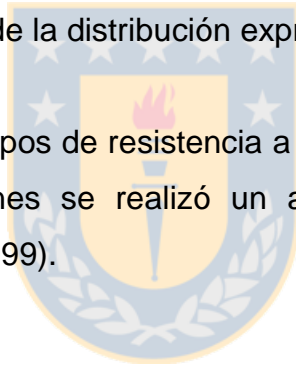 de la distribución expr
pos de resistencia a
nes se realizó un a
99).